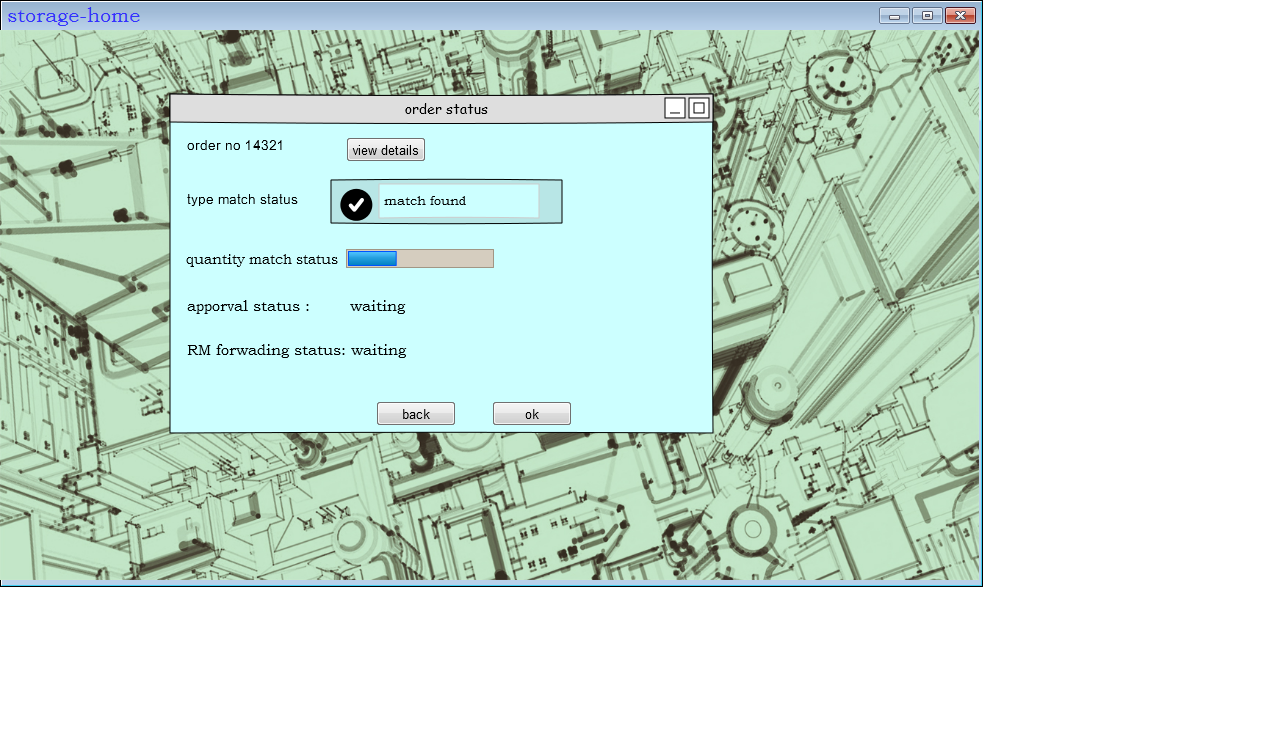 storage-home
order status
order no 14321 view details
type match status match found
quantity match status
apporval status : waiting
RM forwading status: waiting
back ok